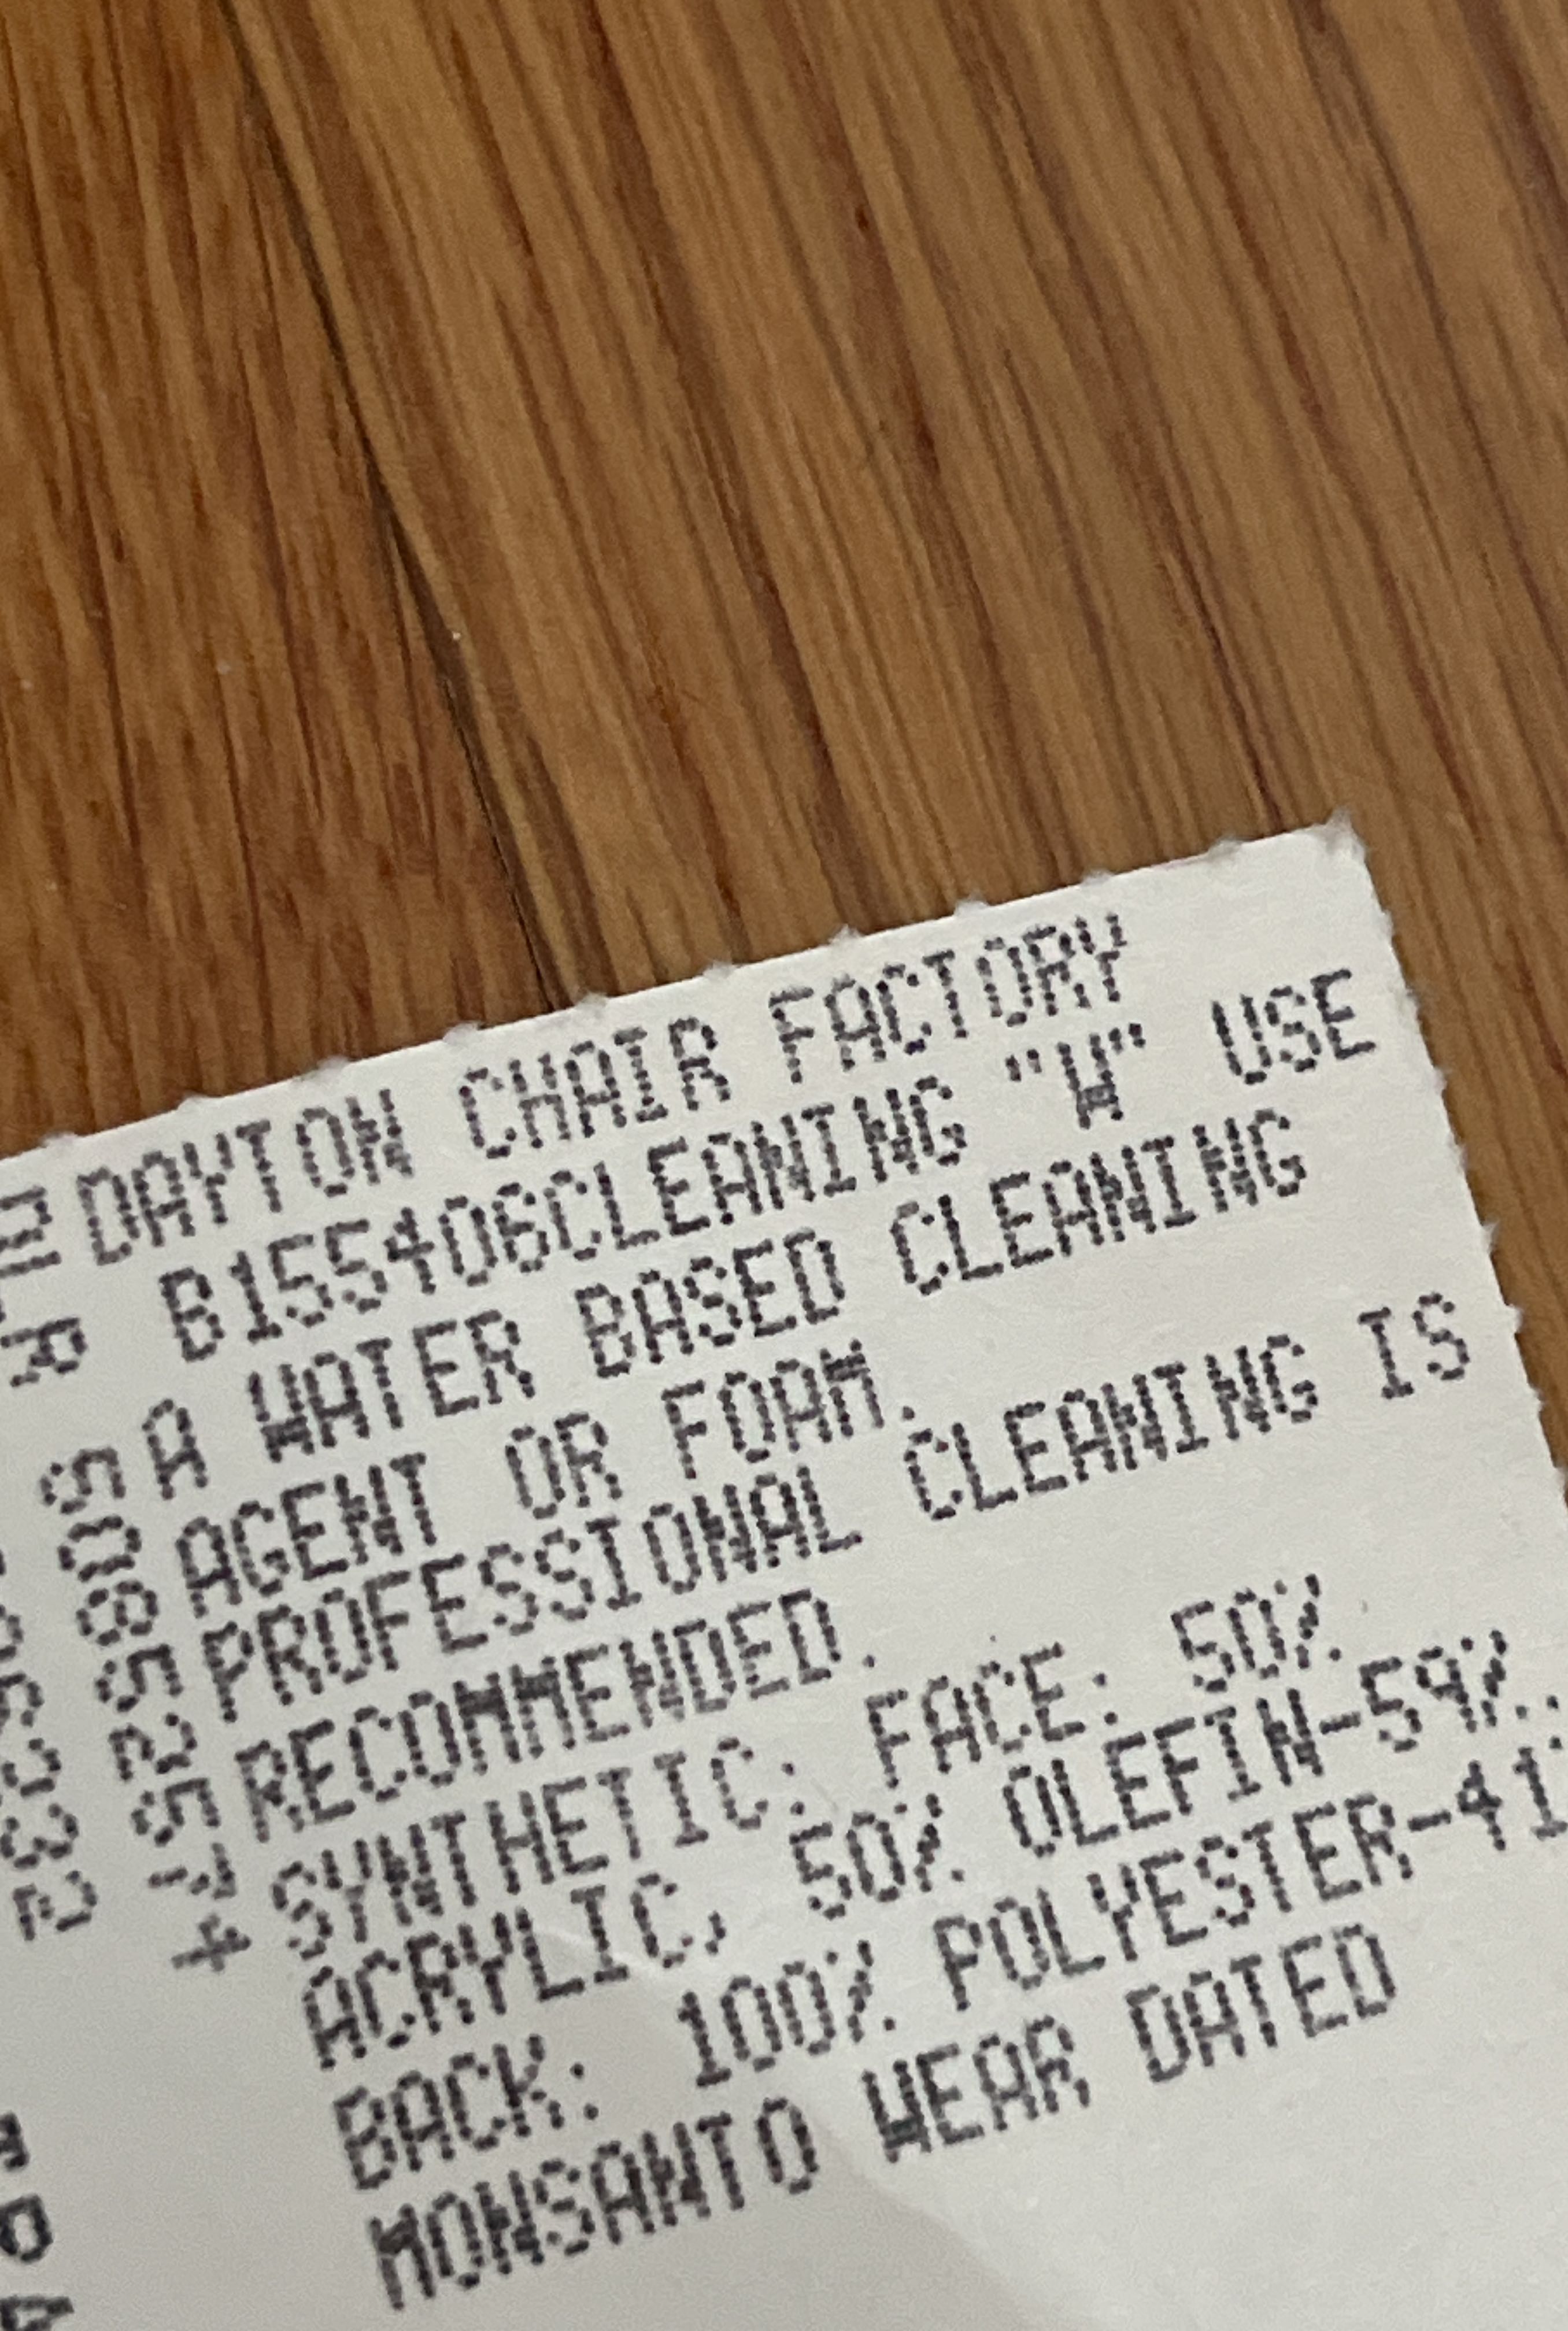 DAYTON CHAIR FACTORY
R B155406CLEANING "W" USE
A WATER BASED CLEANING
AGENT OR FOAM.
PROFESSIONAL CLEANING IS
RECOMMENDED.
SYNTHETIC. FACE: 50%
ACRYLIC, 50% OLEFIN-59%..
BACK: 100% POLYESTER-41
MONSANTO WEAR DATED